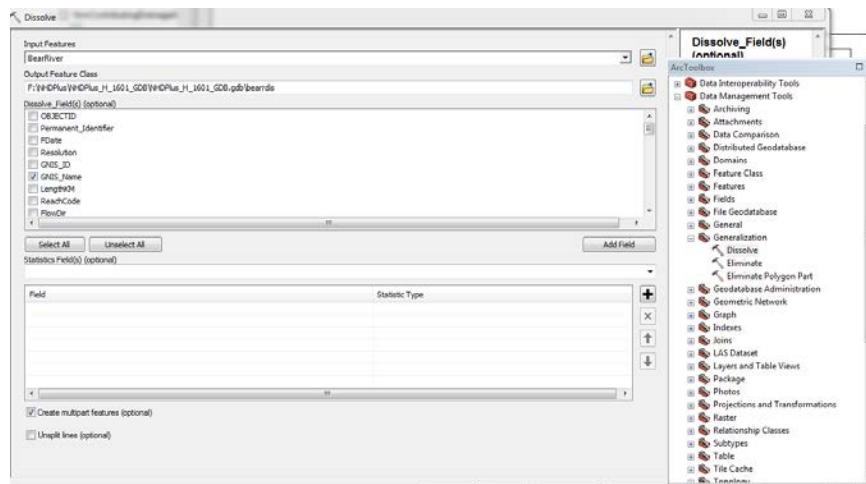 Dissolve
Input Features
BearRiver
Output Feature Class
F:\NHDPlus\NHDPlus_H_1601_GDB\NHDPlus_H_1601_GDB.gdb\beardis
Dissolve_Field(s) (optional)
OBJECTID
Permanent_Identifier
FDate
Resolution
GNIS_ID
GNIS_Name
LengthKM
ReachCode
FlowDir
Select All
Unselect All
Add Field
Statistics Field(s) (optional)
Field
Statistic Type
Create multipart features (optional)
Unsplit lines (optional)
Dissolve_Field(s)
(optional)
ArcToolbox
Data Interoperability Tools
Data Management Tools
Archiving
Attachments
Data Comparison
Distributed Geodatabase
Domains
Feature Class
Features
Fields
File Geodatabase
General
Generalization
Dissolve
Eliminate
Eliminate Polygon Part
Geodatabase Administration
Geometric Network
Graph
Indexes
Joins
LAS Dataset
Layers and Table Views
Package
Photos
Projections and Transformations
Raster
Relationship Classes
Subtypes
Table
Tile Cache
Topology